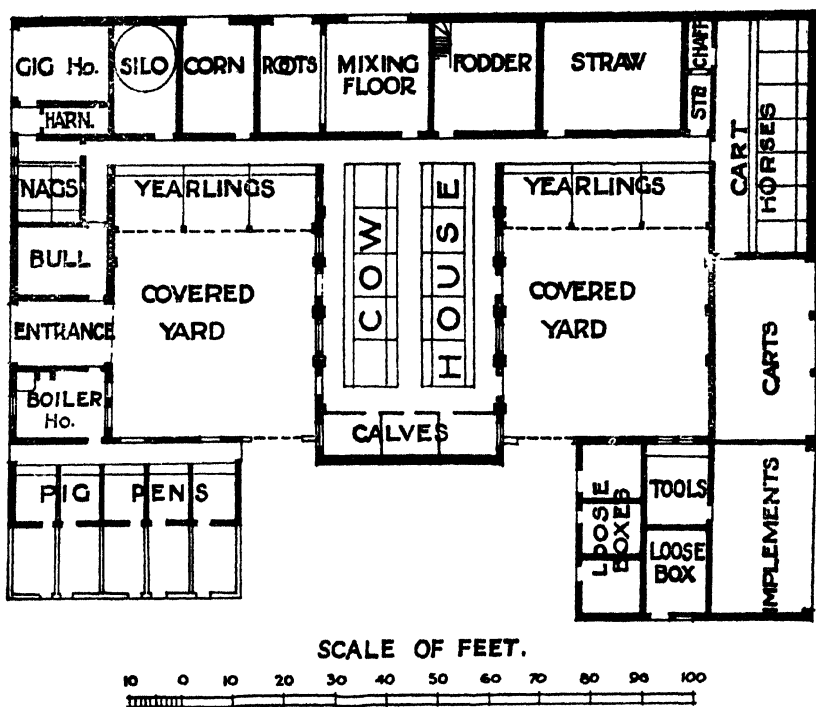 GIG Ho.
SILO
CORN
ROOTS
MIXING
FLOOR
FODDER
STRAW
CHAFF
STB
CART
HORSES
HARN.
NAGS
YEARLINGS
COW
HOUSE
YEARLINGS
BULL
COVERED
YARD
COVERED
YARD
ENTRANCE
CARTS
BOILER
Ho.
CALVES
PIG PENS
LOOSE
BOXES
TOOLS
LOOSE
BOX
IMPLEMENTS
SCALE OF FEET.
10 0 10 20 30 40 50 60 70 80 90 100